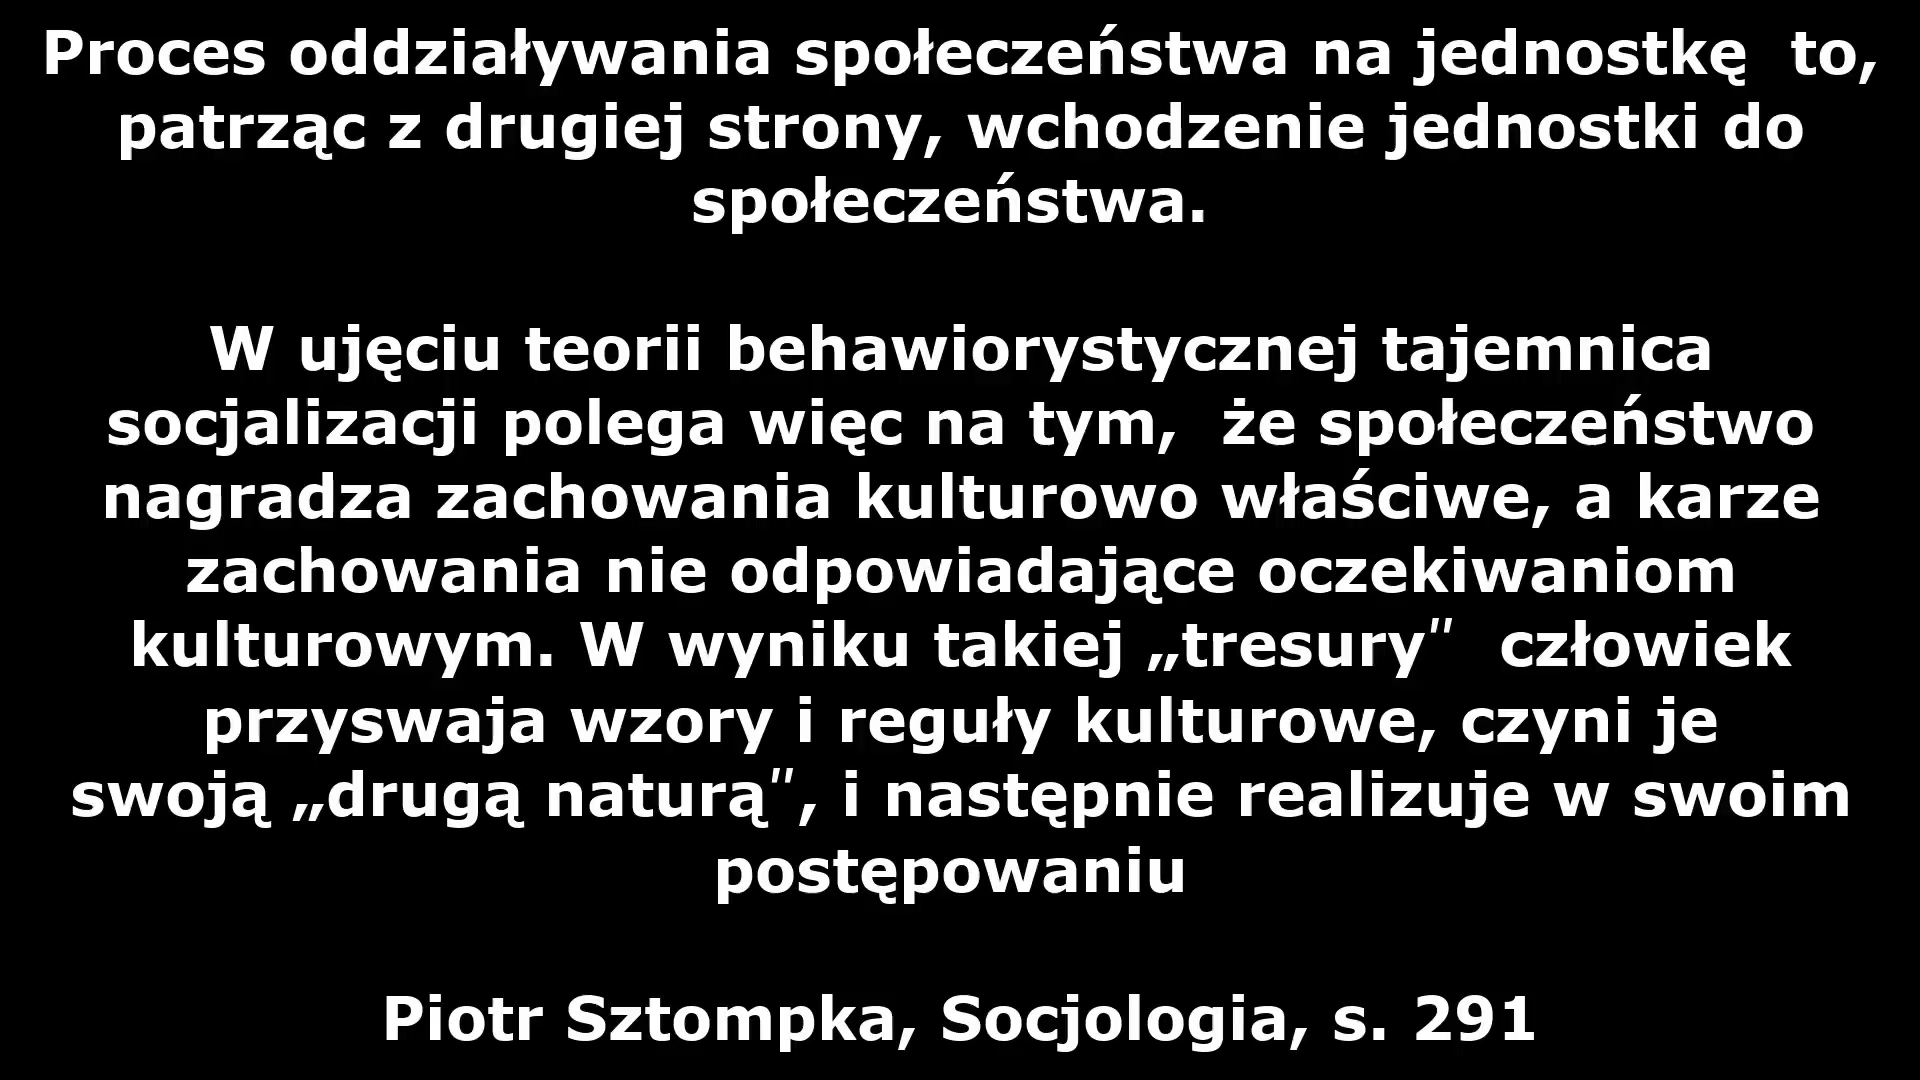 Proces oddziaływania społeczeństwa na jednostkę  to,
patrząc z drugiej strony, wchodzenie jednostki do
społeczeństwa.
W ujęciu teorii behawiorystycznej tajemnica
socjalizacji polega więc na tym,  że społeczeństwo
nagradza zachowania kulturowo właściwe, a karze
zachowania nie odpowiadające oczekiwaniom
kulturowym. W wyniku takiej „tresury″  człowiek
przyswaja wzory i reguły kulturowe, czyni je
swoją „drugą naturą″, i następnie realizuje w swoim
postępowaniu
Piotr Sztompka, Socjologia, s. 291